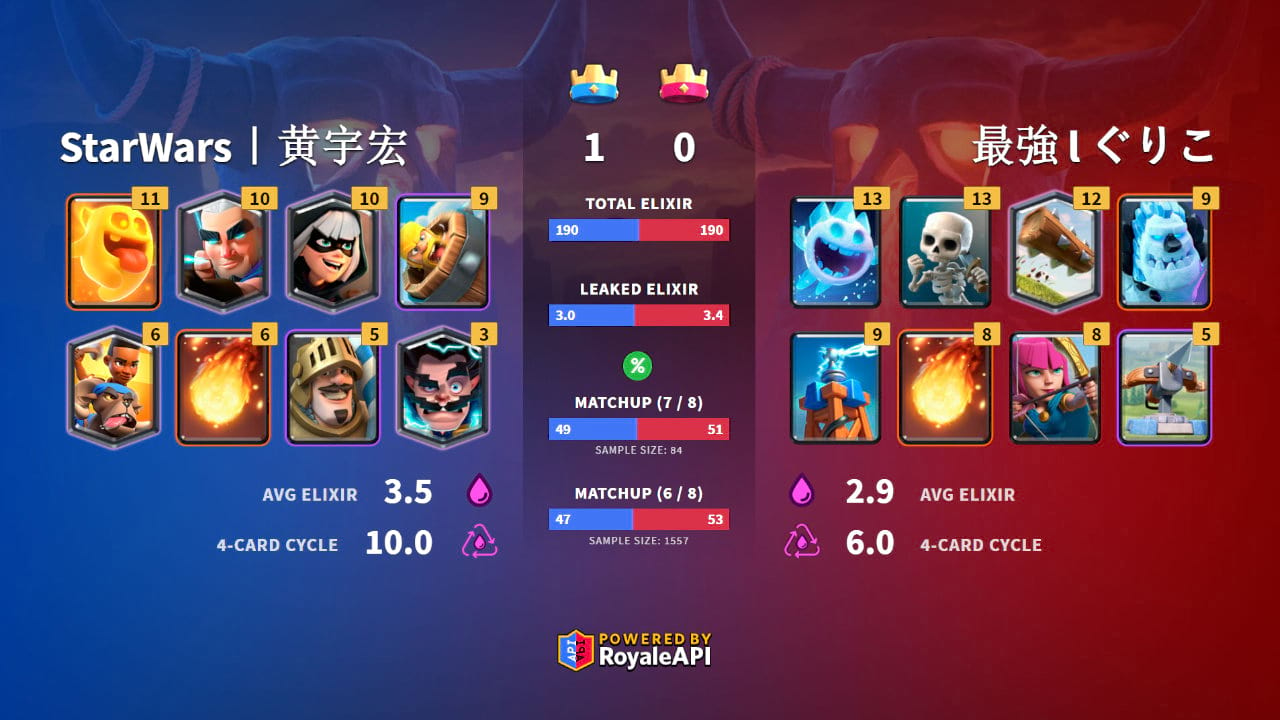 1 0
StarWars | 黄宇宏
最強 l ぐりこ
11 10 10 9
13 13 12 9
6 6 5 3
9 8 8 5
TOTAL ELIXIR
190 190
LEAKED ELIXIR
3.0 3.4
%
MATCHUP (7 / 8)
49 51
SAMPLE SIZE: 84
MATCHUP (6 / 8)
47 53
SAMPLE SIZE: 1557
AVG ELIXIR 3.5
2.9 AVG ELIXIR
4-CARD CYCLE 10.0
6.0 4-CARD CYCLE
API
POWERED BY
RoyaleAPI